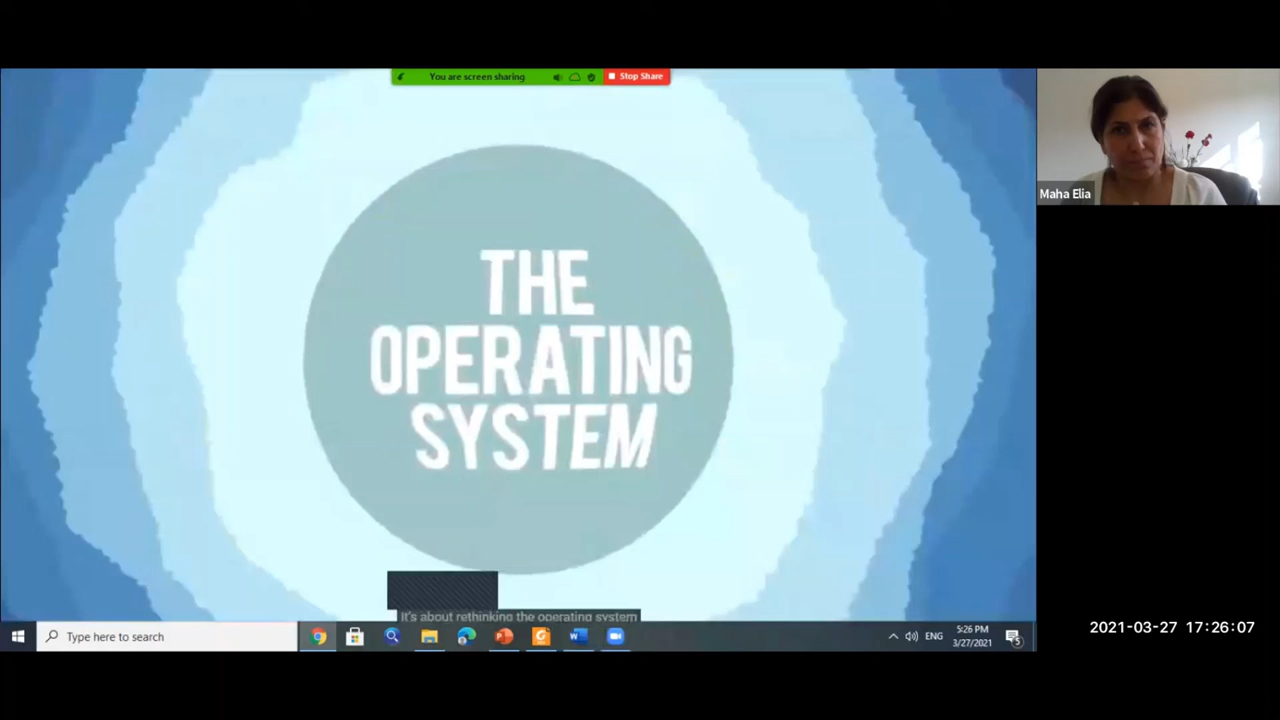 You are screen sharing
Stop Share
THE
OPERATING
SYSTEM
Maha Elia
It's about rethinking the operating system
Type here to search
ENG
5:26 PM
3/27/2021
5
2021-03-27 17:26:07